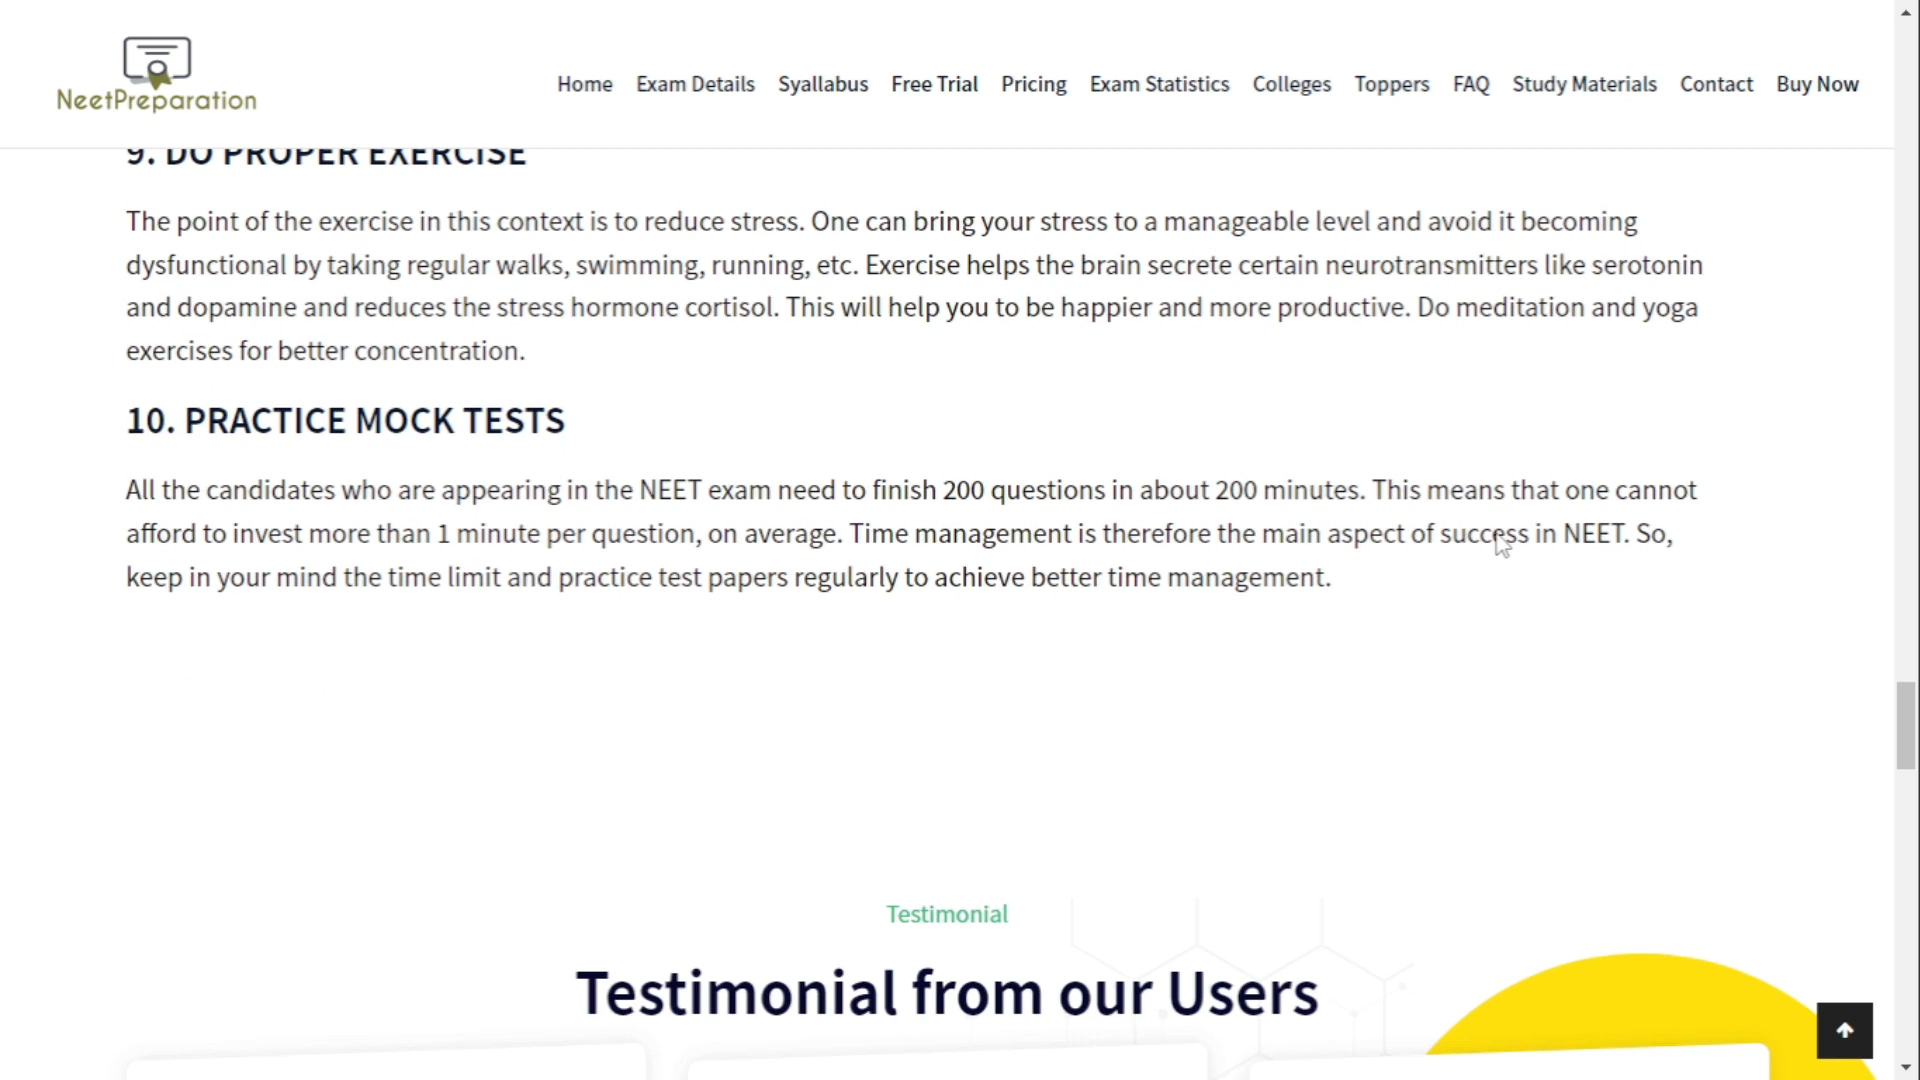 NeetPreparation
Home Exam Details Syallabus Free Trial Pricing Exam Statistics Colleges Toppers FAQ Study Materials Contact Buy Now
9. DO PROPER EXERCISE
The point of the exercise in this context is to reduce stress. One can bring your stress to a manageable level and avoid it becoming
dysfunctional by taking regular walks, swimming, running, etc. Exercise helps the brain secrete certain neurotransmitters like serotonin
and dopamine and reduces the stress hormone cortisol. This will help you to be happier and more productive. Do meditation and yoga
exercises for better concentration.
10. PRACTICE MOCK TESTS
All the candidates who are appearing in the NEET exam need to finish 200 questions in about 200 minutes. This means that one cannot
afford to invest more than 1 minute per question, on average. Time management is therefore the main aspect of success in NEET. So,
keep in your mind the time limit and practice test papers regularly to achieve better time management.
Testimonial
Testimonial from our Users